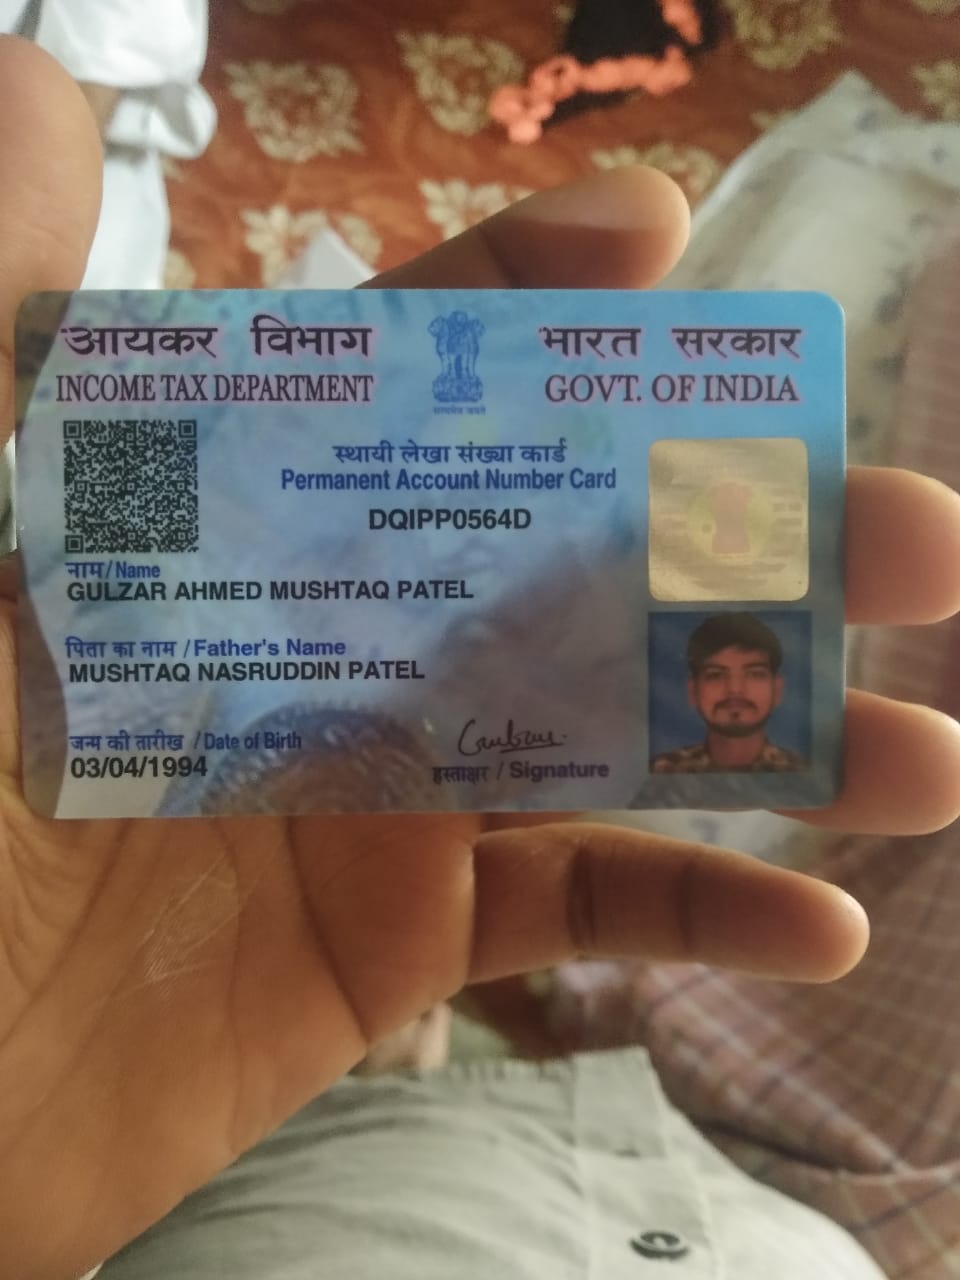 आयकर विभाग
INCOME TAX DEPARTMENT
सत्यमेव जयते
भारत सरकार
GOVT. OF INDIA
स्थायी लेखा संख्या कार्ड
Permanent Account Number Card
DQIPP0564D
नाम / Name
GULZAR AHMED MUSHTAQ PATEL
पिता का नाम / Father's Name
MUSHTAQ NASRUDDIN PATEL
जन्म की तारीख / Date of Birth
03/04/1994
हस्ताक्षर / Signature